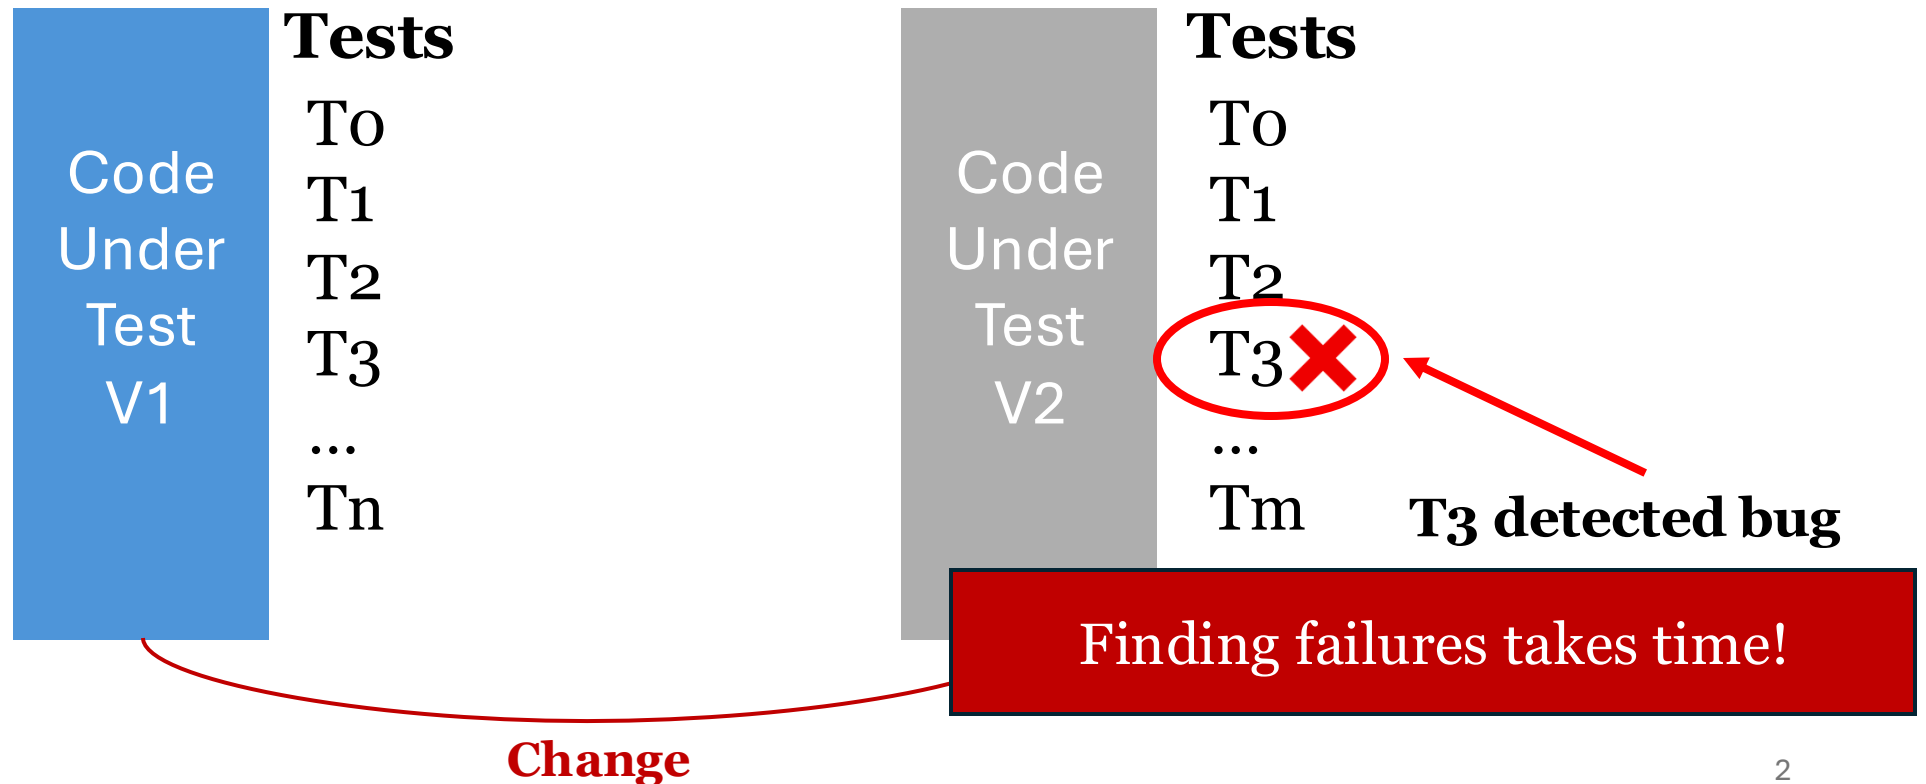 Code
Under
Test
V1
Tests
T0
T1
T2
T3
...
Tn
Code
Under
Test
V2
Tests
T0
T1
T2
T3
...
Tm
T3 detected bug
Finding failures takes time!
Change
2